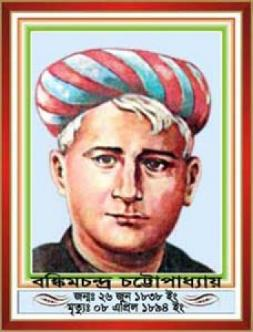 বঙ্কিমচন্দ্র চট্টোপাধ্যায়
জন্মঃ ২৬ জুন ১৮৩৮ ইং
মৃত্যুঃ ০৮ এপ্রিল ১৮৯৪ ইং